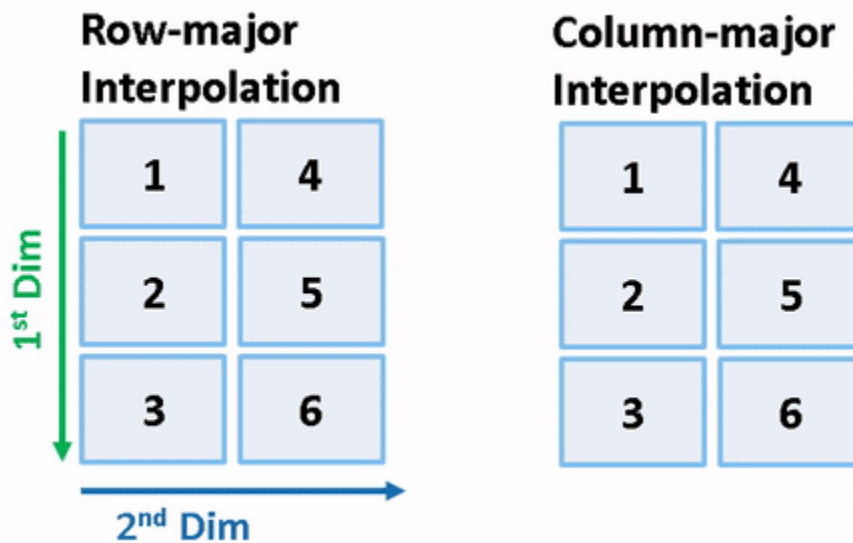 Row-major
Interpolation
Column-major
Interpolation
1 4
2 5
3 6
1st Dim
2nd Dim
1 4
2 5
3 6